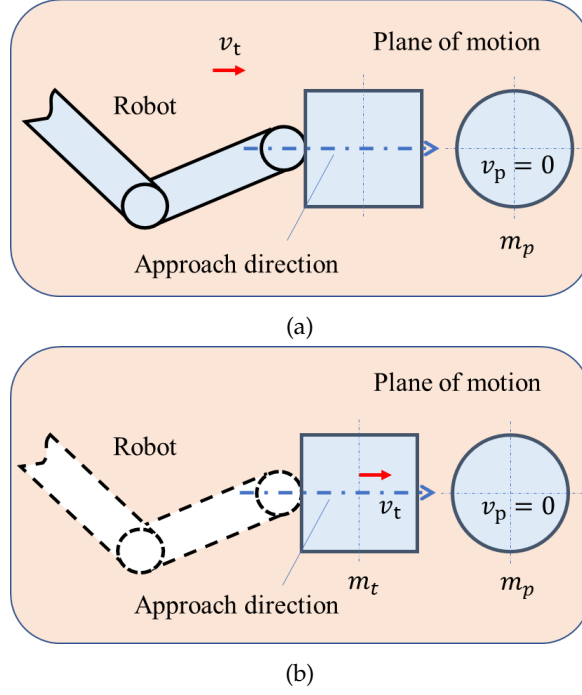 v_t
Plane of motion
Robot
v_p = 0
Approach direction
m_p
(a)
Plane of motion
Robot
v_p = 0
v_t
m_t
Approach direction
m_p
(b)